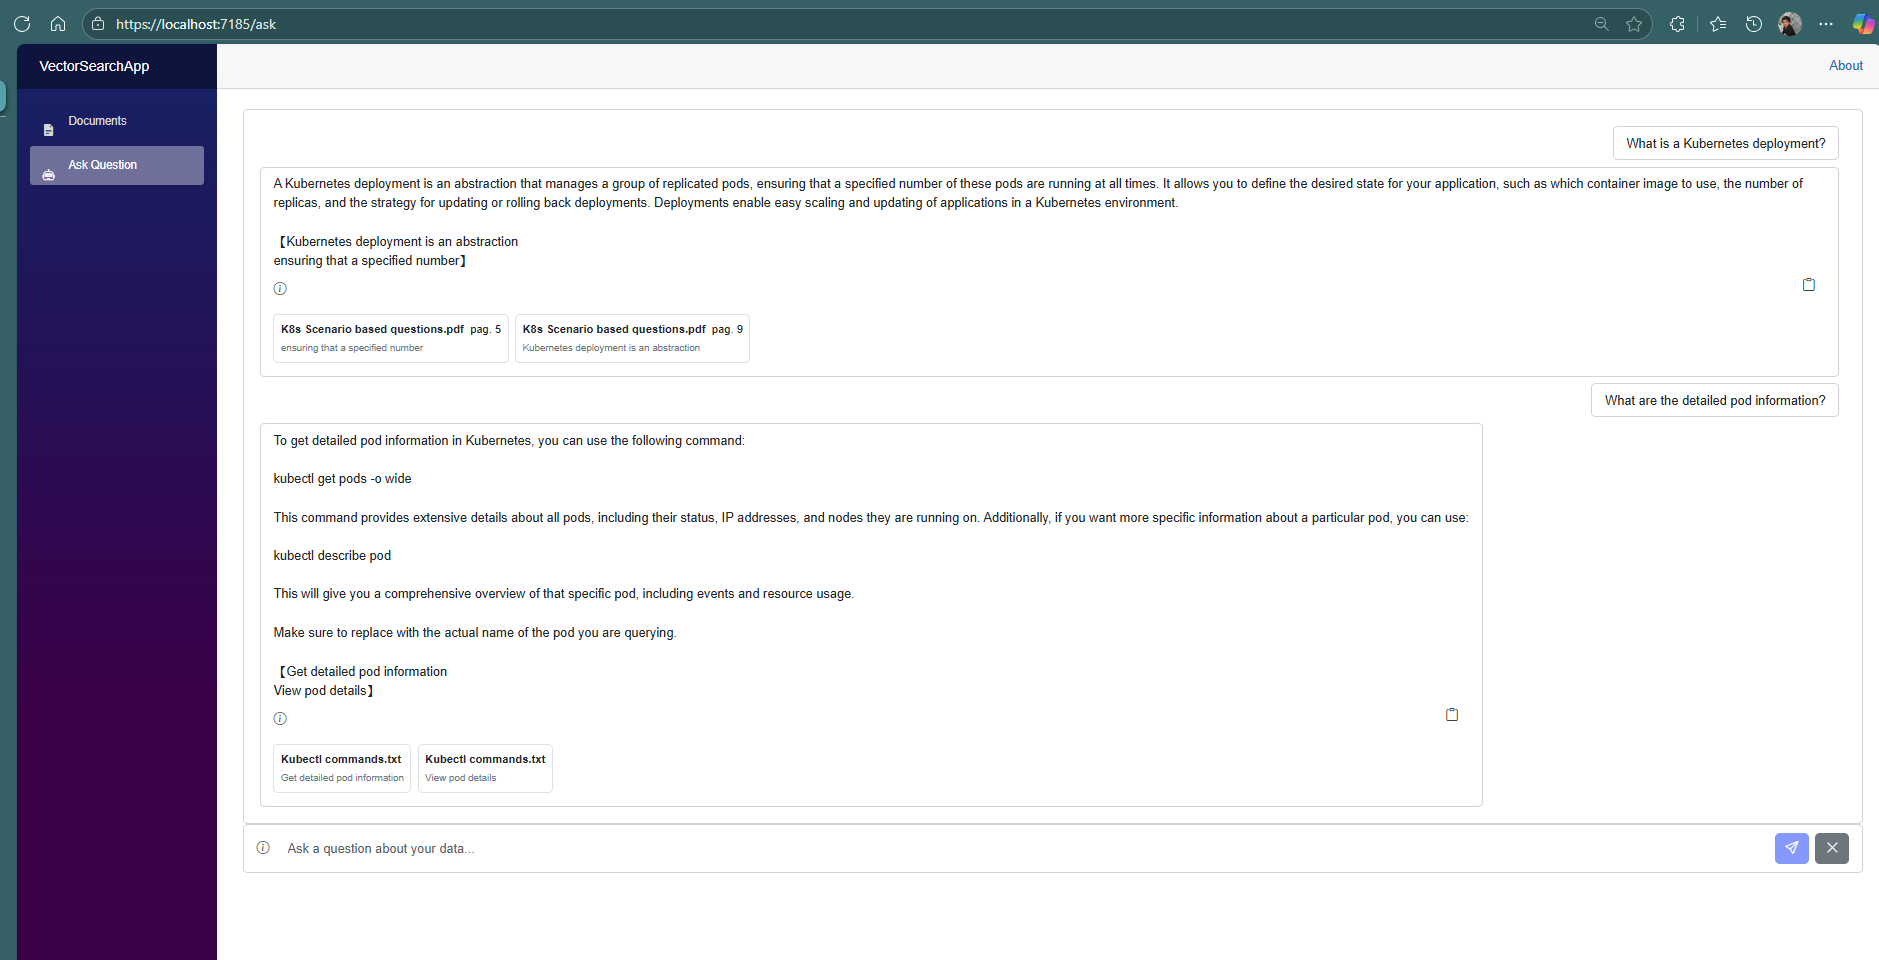 https://localhost:7185/ask
VectorSearchApp
About
Documents
Ask Question
What is a Kubernetes deployment?
A Kubernetes deployment is an abstraction that manages a group of replicated pods, ensuring that a specified number of these pods are running at all times. It allows you to define the desired state for your application, such as which container image to use, the number of
replicas, and the strategy for updating or rolling back deployments. Deployments enable easy scaling and updating of applications in a Kubernetes environment.
【Kubernetes deployment is an abstraction
ensuring that a specified number】
K8s Scenario based questions.pdf pag. 5
ensuring that a specified number
K8s Scenario based questions.pdf pag. 9
Kubernetes deployment is an abstraction
What are the detailed pod information?
To get detailed pod information in Kubernetes, you can use the following command:
kubectl get pods -o wide
This command provides extensive details about all pods, including their status, IP addresses, and nodes they are running on. Additionally, if you want more specific information about a particular pod, you can use:
kubectl describe pod
This will give you a comprehensive overview of that specific pod, including events and resource usage.
Make sure to replace with the actual name of the pod you are querying.
【Get detailed pod information
View pod details】
Kubectl commands.txt
Get detailed pod information
Kubectl commands.txt
View pod details
Ask a question about your data...